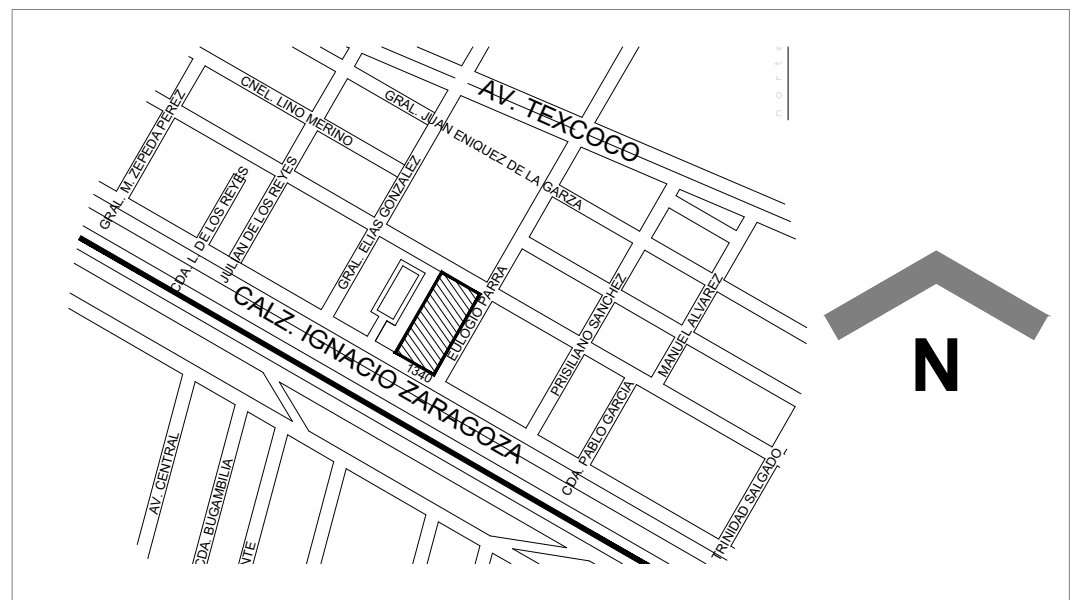 AV. TEXCOCO
CNEL. LINO MERINO
GRAL. JUAN ENIQUEZ DE LA GARZA
GRAL. M. ZEPEDA PEREZ
CDA. I. DE LOS REYES
JULIAN DE LOS REYES
GRAL. ELIAS GONZALEZ
EULOGIO PARRA
PRISILIANO SANCHEZ
MANUEL ALVAREZ
CALZ. IGNACIO ZARAGOZA
1340
CDA. PABLO GARCIA
TRINIDAD SALGADO
AV. CENTRAL
CDA. BUGAMBILIA
NTE
N